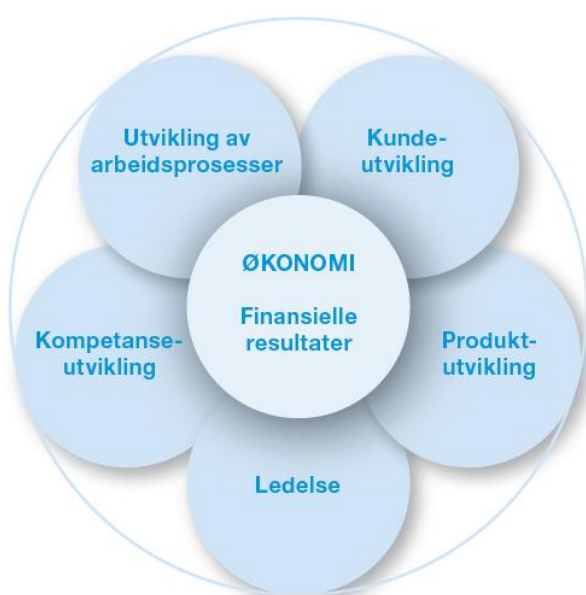 Utvikling av
arbeidsprosesser
Kunde-
utvikling
ØKONOMI
Finansielle
resultater
Kompetanse-
utvikling
Produkt-
utvikling
Ledelse